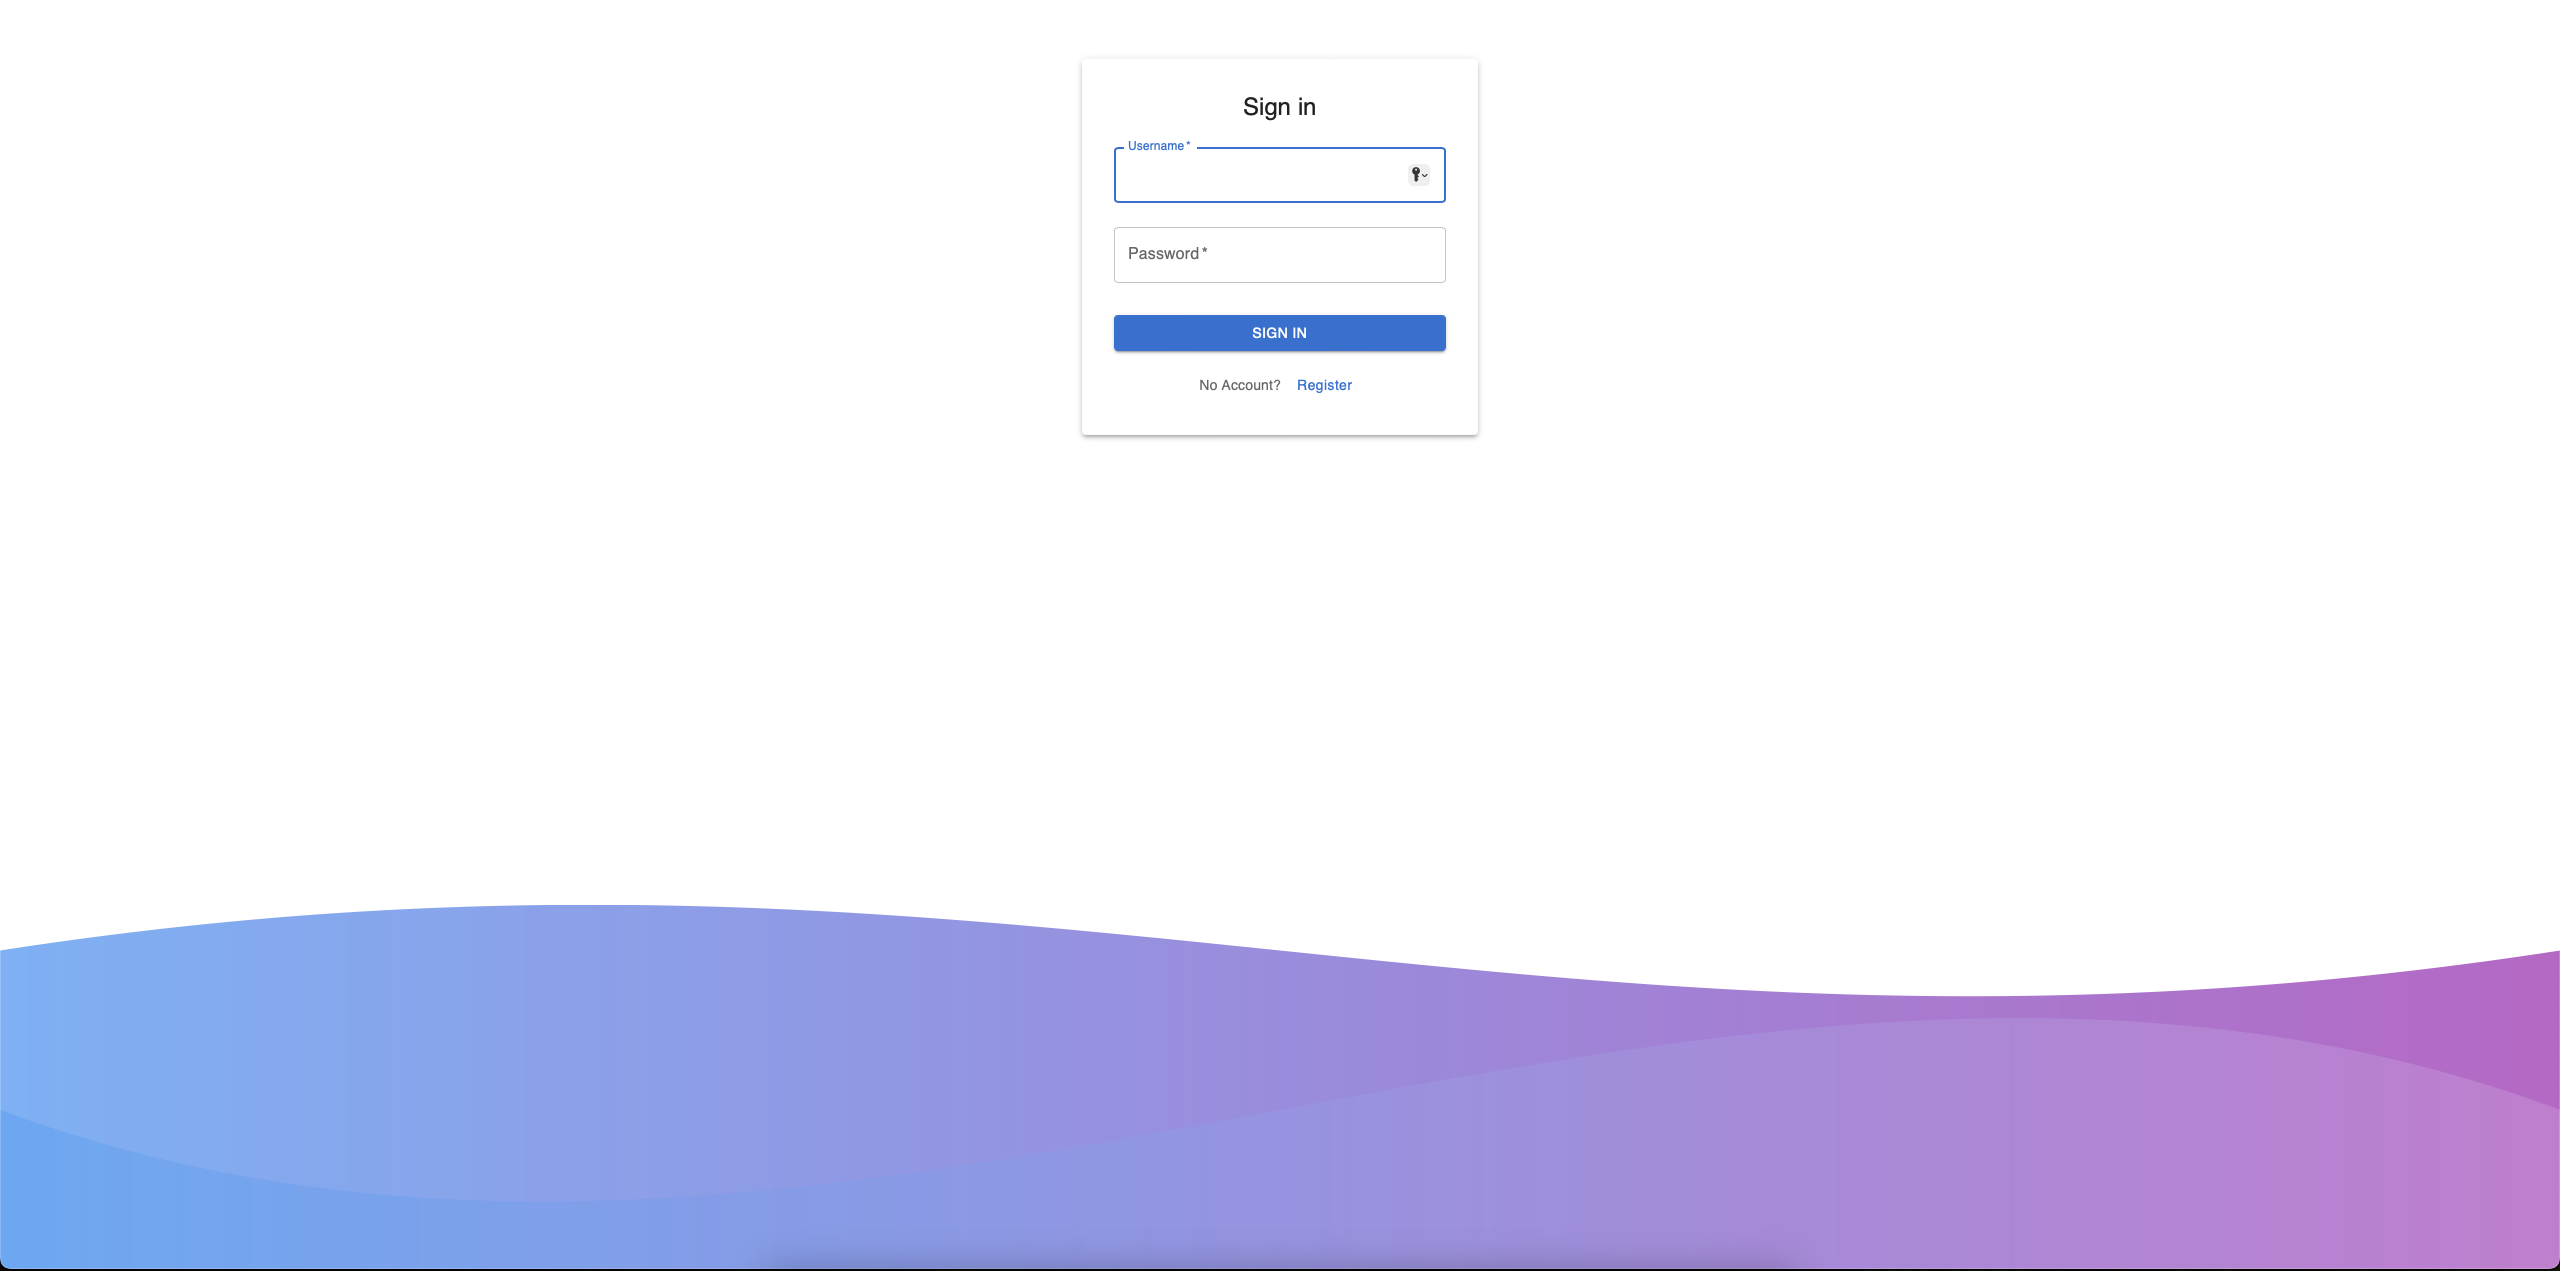 Sign in
Username *
Password *
SIGN IN
No Account? Register